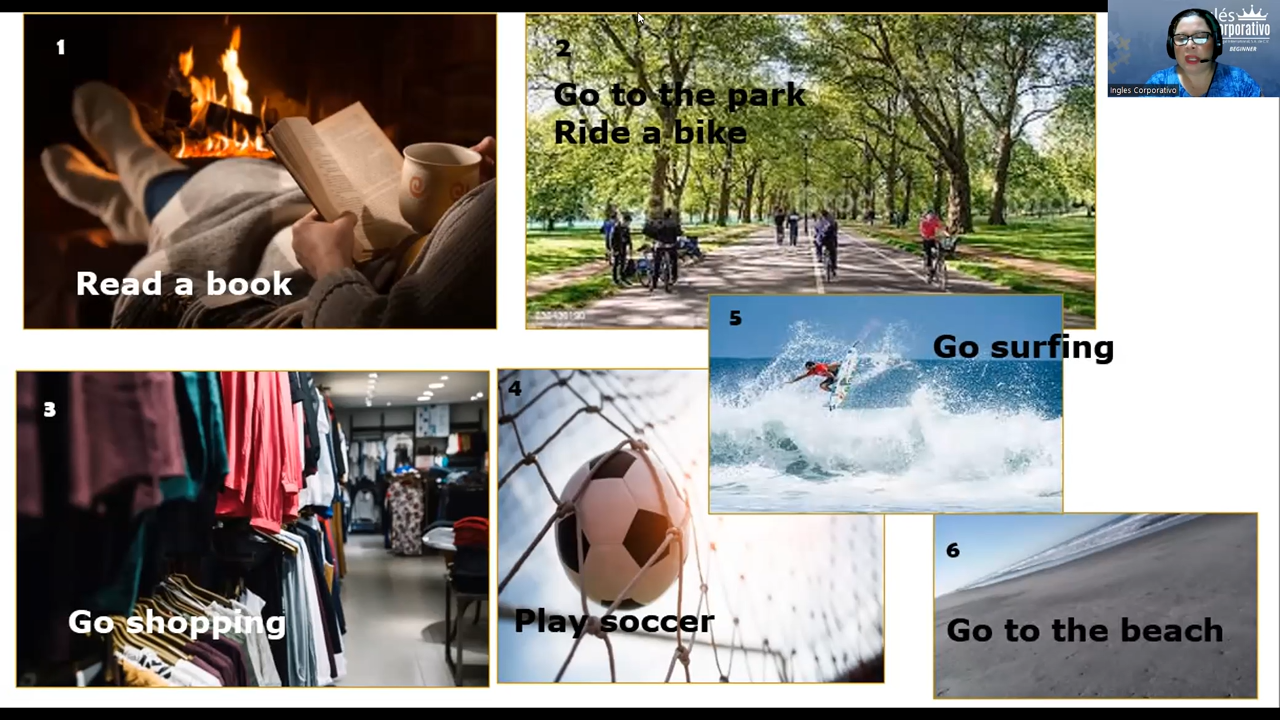 1
Read a book
2
Go to the park
Ride a bike
3
Go shopping
4
Play soccer
5
Go surfing
6
Go to the beach
BEGINNER
Ingles Corporativo